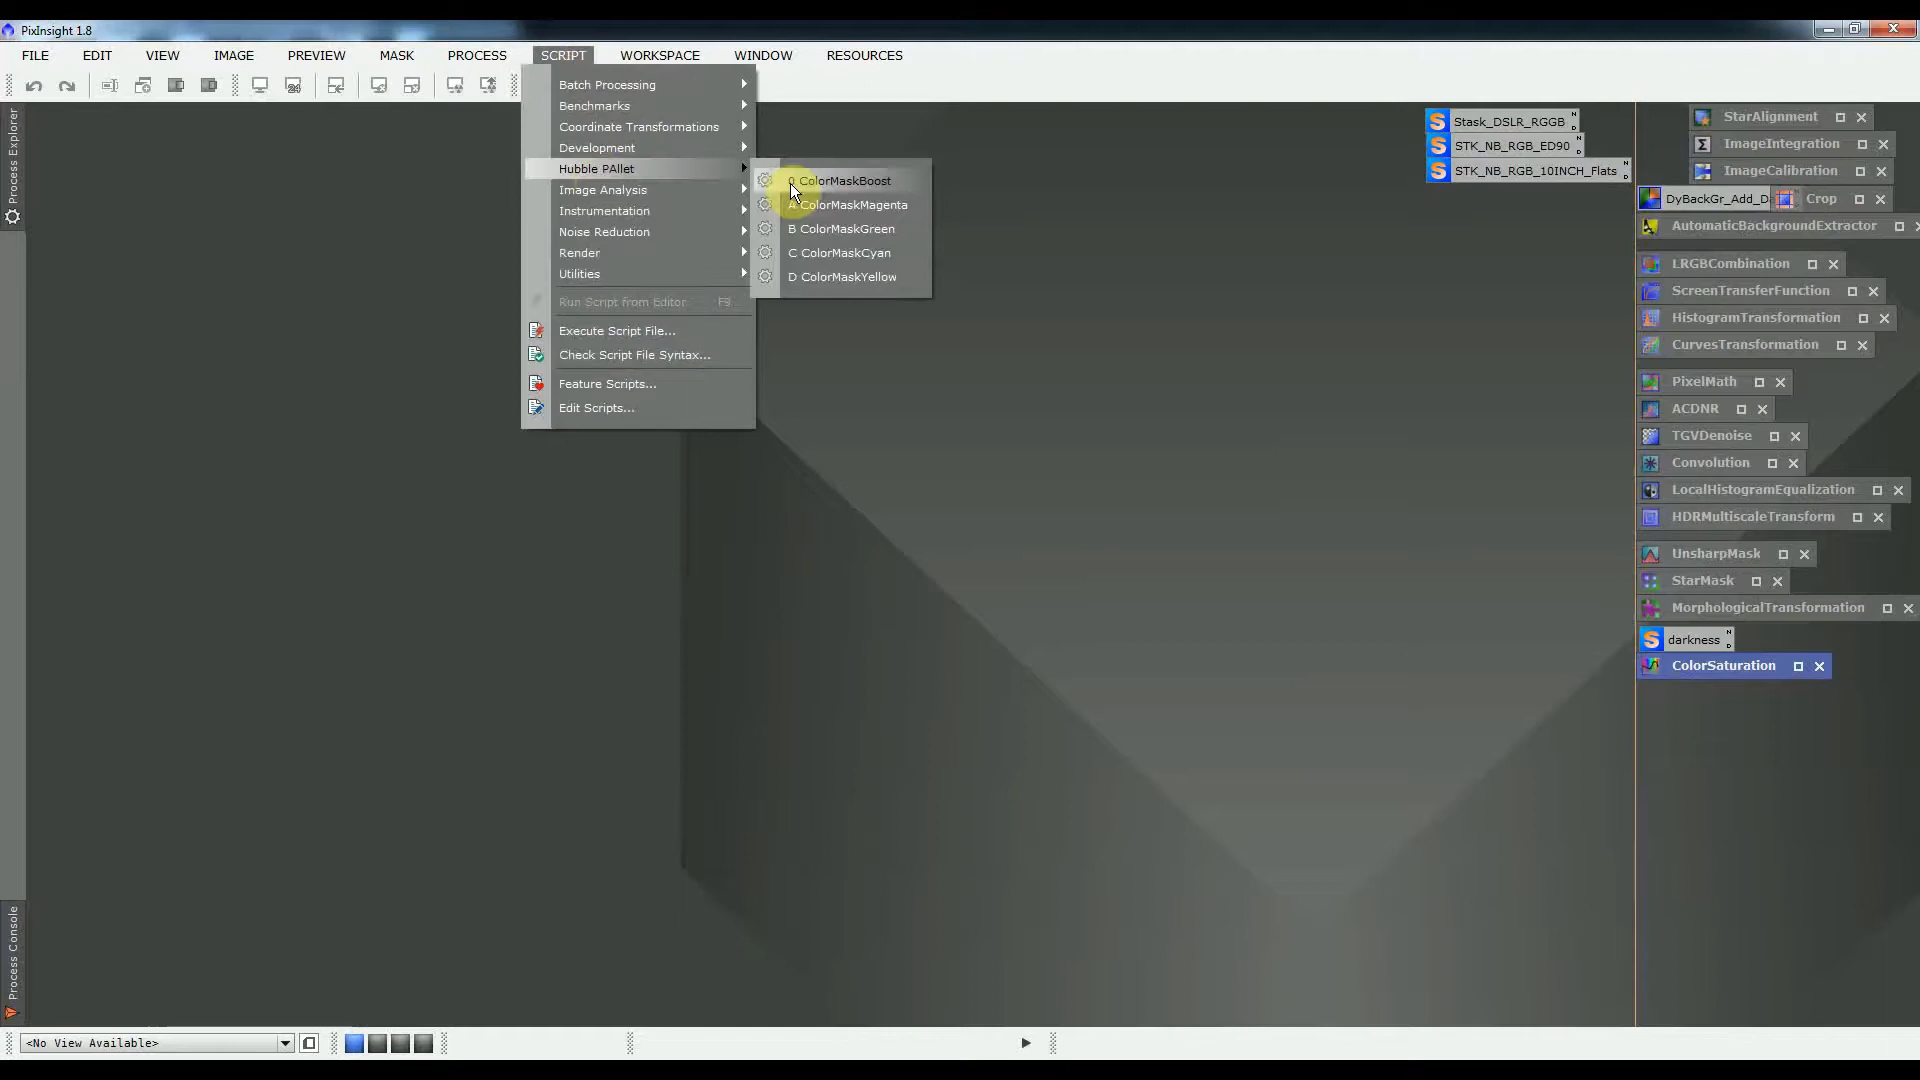 PixInsight 1.8
FILE EDIT VIEW IMAGE PREVIEW MASK PROCESS SCRIPT WORKSPACE WINDOW RESOURCES
Process Explorer
Process Console
Batch Processing
Benchmarks
Coordinate Transformations
Development
Hubble PAllet
Image Analysis
Instrumentation
Noise Reduction
Render
Utilities
Run Script from Editor F9
Execute Script File...
Check Script File Syntax...
Feature Scripts...
Edit Scripts...
0 ColorMaskBoost
A ColorMaskMagenta
B ColorMaskGreen
C ColorMaskCyan
D ColorMaskYellow
Stask_DSLR_RGGB
STK_NB_RGB_ED90
STK_NB_RGB_10INCH_Flats
StarAlignment
ImageIntegration
ImageCalibration
DyBackGr_Add_D Crop
AutomaticBackgroundExtractor
LRGBCombination
ScreenTransferFunction
HistogramTransformation
CurvesTransformation
PixelMath
ACDNR
TGVDenoise
Convolution
LocalHistogramEqualization
HDRMultiscaleTransform
UnsharpMask
StarMask
MorphologicalTransformation
darkness
ColorSaturation
<No View Available>